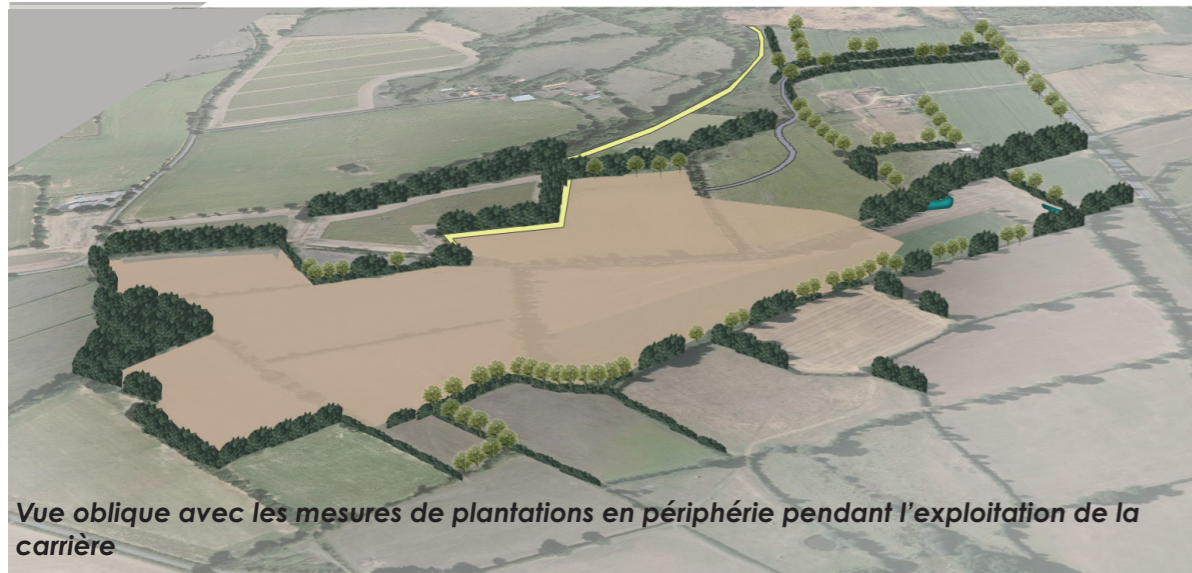 Vue oblique avec les mesures de plantations en périphérie pendant l’exploitation de la
carrière